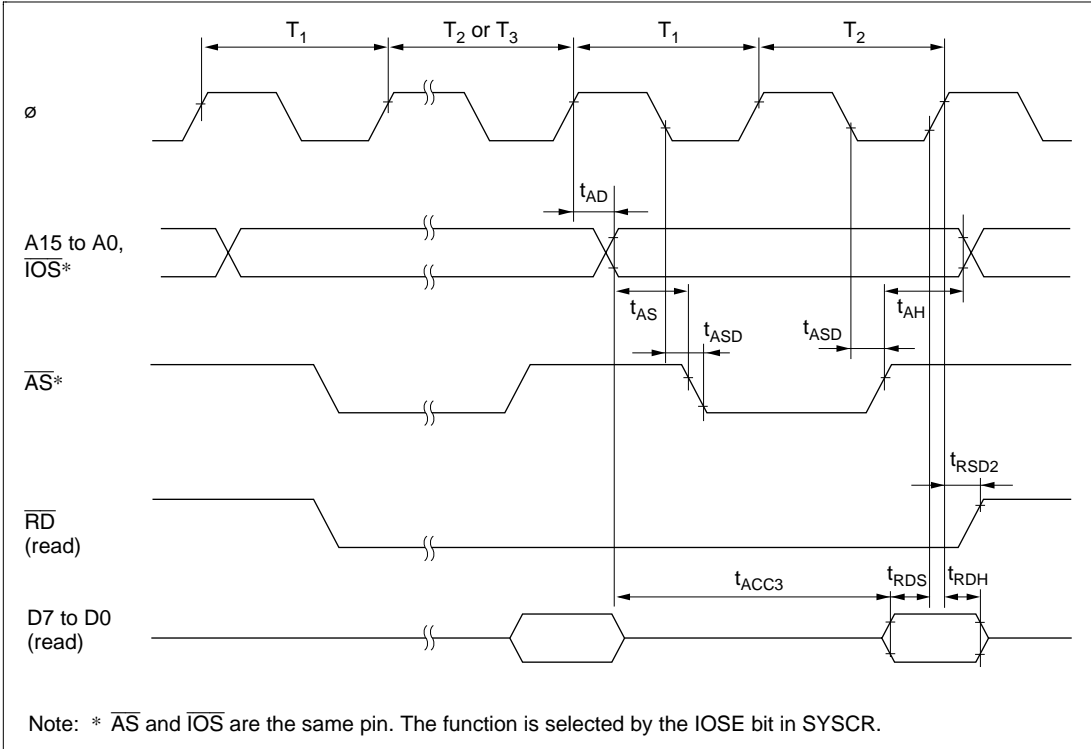 T1 T2 or T3 T1 T2
ø
tAD
A15 to A0,
IOS*
tAS tASD tASD tAH
AS*
tRSD2
RD
(read)
tACC3 tRDS tRDH
D7 to D0
(read)
Note: * AS and IOS are the same pin. The function is selected by the IOSE bit in SYSCR.